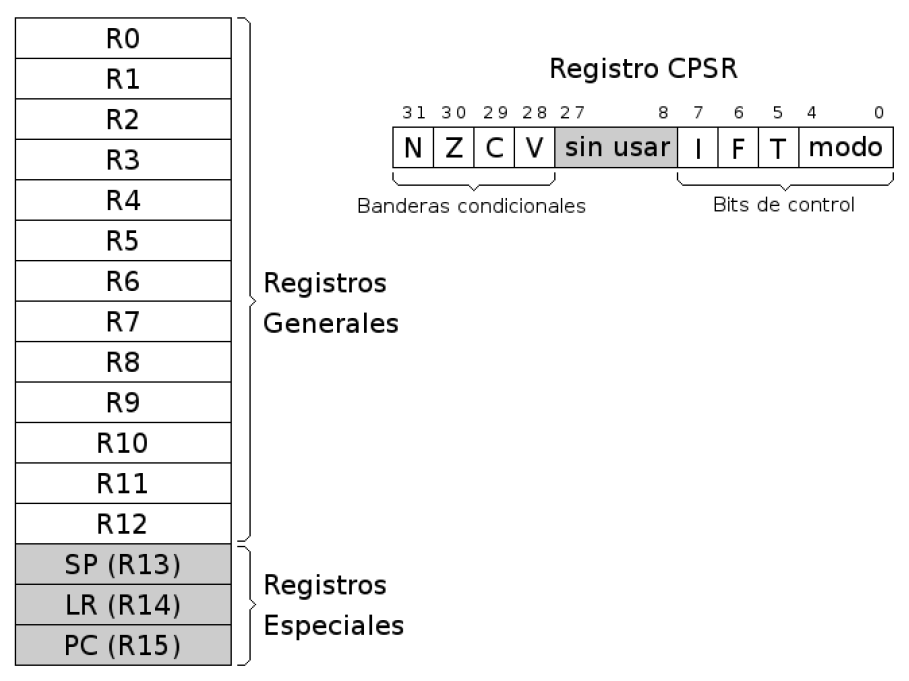 R0
R1
R2
R3
R4
R5
R6
R7
R8
R9
R10
R11
R12
SP (R13)
LR (R14)
PC (R15)
Registros
Generales
Registros
Especiales
Registro CPSR
31 30 29 28 27 8 7 6 5 4 0
N Z C V sin usar I F T modo
Banderas condicionales
Bits de control